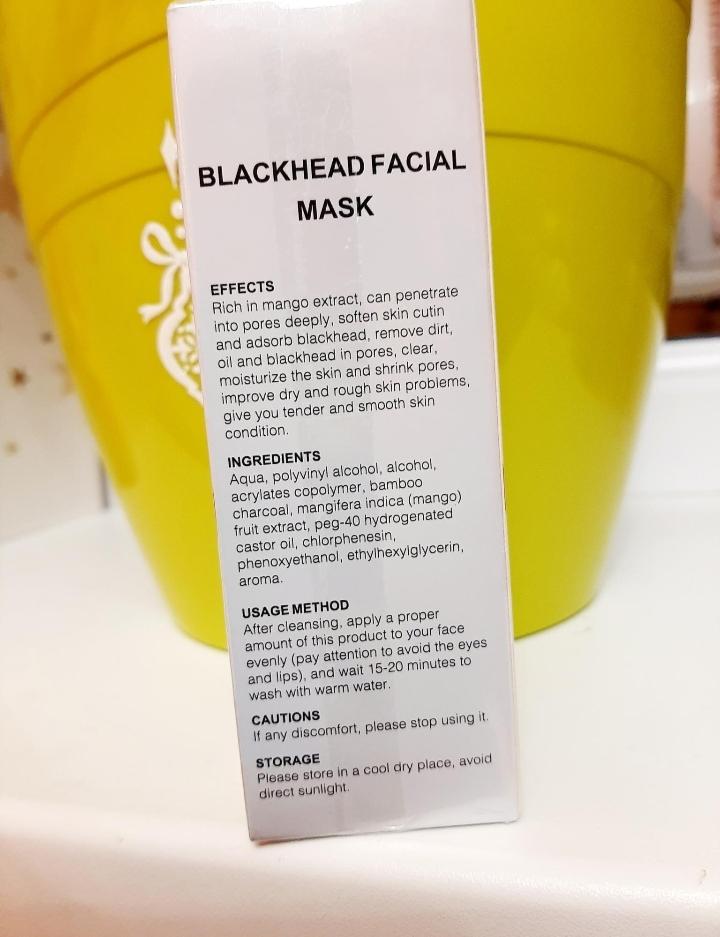 BLACKHEAD FACIAL
MASK
EFFECTS
Rich in mango extract, can penetrate
into pores deeply, soften skin cutin
and adsorb blackhead, remove dirt,
oil and blackhead in pores, clear,
moisturize the skin and shrink pores,
improve dry and rough skin problems,
give you tender and smooth skin
condition.
INGREDIENTS
Aqua, polyvinyl alcohol, alcohol,
acrylates copolymer, bamboo
charcoal, mangifera indica (mango)
fruit extract, peg-40 hydrogenated
castor oil, chlorphenesin,
phenoxyethanol, ethylhexylglycerin,
aroma.
USAGE METHOD
After cleansing, apply a proper
amount of this product to your face
evenly (pay attention to avoid the eyes
and lips), and wait 15-20 minutes to
wash with warm water.
CAUTIONS
If any discomfort, please stop using it.
STORAGE
Please store in a cool dry place, avoid
direct sunlight.